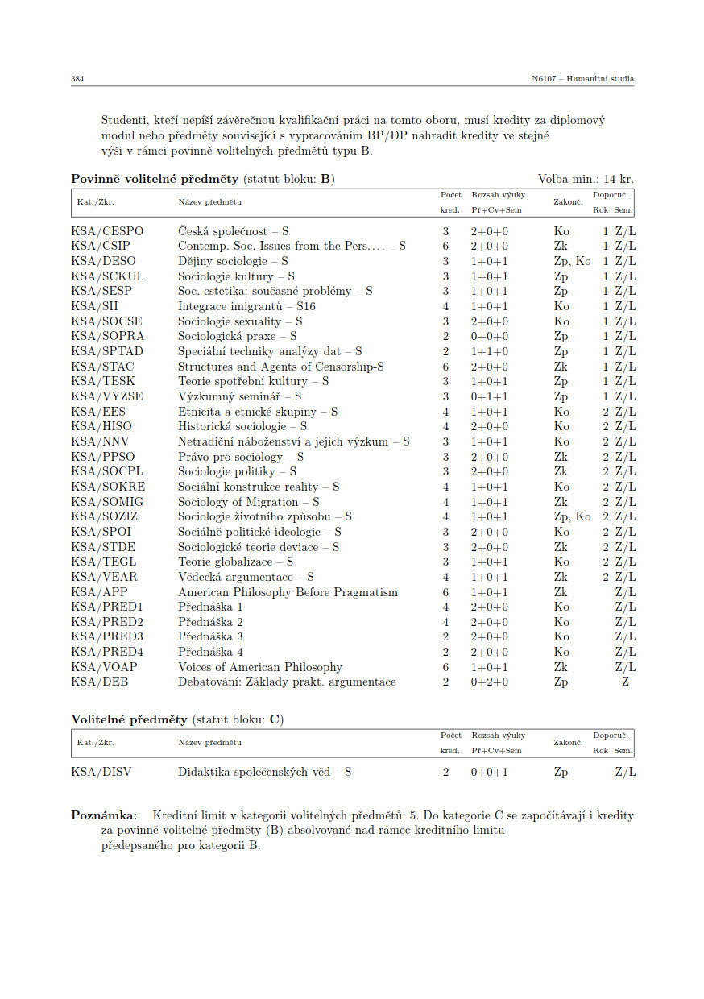 384 N6107 – Humanitní studia
Studenti, kteří nepíší závěrečnou kvalifikační práci na tomto oboru, musí kredity za diplomový
modul nebo předměty související s vypracováním BP/DP nahradit kredity ve stejné
výši v rámci povinně volitelných předmětů typu B.
Povinně volitelné předměty (statut bloku: B) Volba min.: 14 kr.
Kat./Zkr. Název předmětu Počet kred. Rozsah výuky Př+Cv+Sem Zakonč. Doporuč. Rok Sem.
KSA/CESPO Česká společnost – S 3 2+0+0 Ko 1 Z/L
KSA/CSIP Contemp. Soc. Issues from the Pers.... – S 6 2+0+0 Zk 1 Z/L
KSA/DESO Dějiny sociologie – S 3 1+0+1 Zp, Ko 1 Z/L
KSA/SCKUL Sociologie kultury – S 3 1+0+1 Zp 1 Z/L
KSA/SESP Soc. estetika: současné problémy – S 3 1+0+1 Zp 1 Z/L
KSA/SII Integrace imigrantů – S16 4 1+0+1 Ko 1 Z/L
KSA/SOCSE Sociologie sexuality – S 3 2+0+0 Ko 1 Z/L
KSA/SOPRA Sociologická praxe – S 2 0+0+0 Zp 1 Z/L
KSA/SPTAD Speciální techniky analýzy dat – S 2 1+1+0 Zp 1 Z/L
KSA/STAC Structures and Agents of Censorship-S 6 2+0+0 Zk 1 Z/L
KSA/TESK Teorie spotřební kultury – S 3 1+0+1 Zp 1 Z/L
KSA/VYZSE Výzkumný seminář – S 3 0+1+1 Zp 1 Z/L
KSA/EES Etnicita a etnické skupiny – S 4 1+0+1 Ko 2 Z/L
KSA/HISO Historická sociologie – S 4 2+0+0 Ko 2 Z/L
KSA/NNV Netradiční náboženství a jejich výzkum – S 3 1+0+1 Ko 2 Z/L
KSA/PPSO Právo pro sociology – S 3 2+0+0 Zk 2 Z/L
KSA/SOCPL Sociologie politiky – S 3 2+0+0 Zk 2 Z/L
KSA/SOKRE Sociální konstrukce reality – S 4 1+0+1 Ko 2 Z/L
KSA/SOMIG Sociology of Migration – S 4 1+0+1 Zk 2 Z/L
KSA/SOZIZ Sociologie životního způsobu – S 4 1+0+1 Zp, Ko 2 Z/L
KSA/SPOI Sociálně politické ideologie – S 3 2+0+0 Ko 2 Z/L
KSA/STDE Sociologické teorie deviace – S 3 2+0+0 Zk 2 Z/L
KSA/TEGL Teorie globalizace – S 3 1+0+1 Ko 2 Z/L
KSA/VEAR Vědecká argumentace – S 4 1+0+1 Zk 2 Z/L
KSA/APP American Philosophy Before Pragmatism 6 1+0+1 Zk Z/L
KSA/PRED1 Přednáška 1 4 2+0+0 Ko Z/L
KSA/PRED2 Přednáška 2 4 2+0+0 Ko Z/L
KSA/PRED3 Přednáška 3 2 2+0+0 Ko Z/L
KSA/PRED4 Přednáška 4 2 2+0+0 Ko Z/L
KSA/VOAP Voices of American Philosophy 6 1+0+1 Zk Z/L
KSA/DEB Debatování: Základy prakt. argumentace 2 0+2+0 Zp Z
Volitelné předměty (statut bloku: C)
Kat./Zkr. Název předmětu Počet kred. Rozsah výuky Př+Cv+Sem Zakonč. Doporuč. Rok Sem.
KSA/DISV Didaktika společenských věd – S 2 0+0+1 Zp Z/L
Poznámka: Kreditní limit v kategorii volitelných předmětů: 5. Do kategorie C se započítávají i kredity
za povinně volitelné předměty (B) absolvované nad rámec kreditního limitu
předepsaného pro kategorii B.